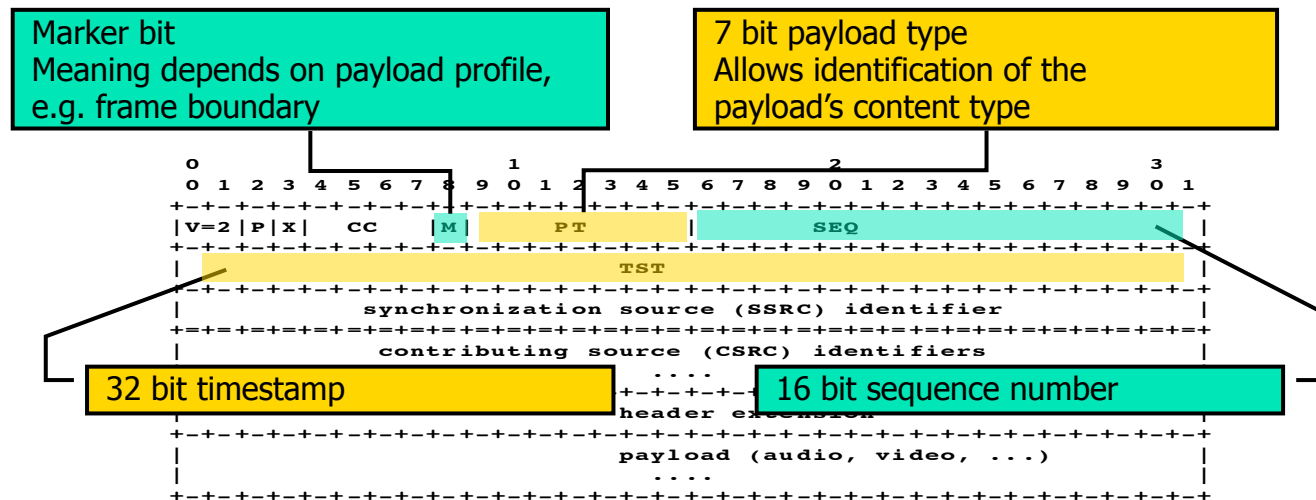 Marker bit
Meaning depends on payload profile,
e.g. frame boundary
7 bit payload type
Allows identification of the
payload’s content type
0 1 2 3
0 1 2 3 4 5 6 7 8 9 0 1 2 3 4 5 6 7 8 9 0 1 2 3 4 5 6 7 8 9 0 1
+-+-+-+-+-+-+-+-+-+-+-+-+-+-+-+-+-+-+-+-+-+-+-+-+-+-+-+-+-+-+-+-+
|V=2|P|X| CC |M| PT | SEQ |
+-+-+-+-+-+-+-+-+-+-+-+-+-+-+-+-+-+-+-+-+-+-+-+-+-+-+-+-+-+-+-+-+
| TST |
+-+-+-+-+-+-+-+-+-+-+-+-+-+-+-+-+-+-+-+-+-+-+-+-+-+-+-+-+-+-+-+-+
| synchronization source (SSRC) identifier |
+=+=+=+=+=+=+=+=+=+=+=+=+=+=+=+=+=+=+=+=+=+=+=+=+=+=+=+=+=+=+=+=+
| contributing source (CSRC) identifiers |
| .... |
32 bit timestamp
16 bit sequence number
header extension
+-+-+-+-+-+-+-+-+-+-+-+-+-+-+-+-+-+-+-+-+-+-+-+-+-+-+-+-+-+-+-+-+
| payload (audio, video, ...) |
| .... |
+-+-+-+-+-+-+-+-+-+-+-+-+-+-+-+-+-+-+-+-+-+-+-+-+-+-+-+-+-+-+-+-+